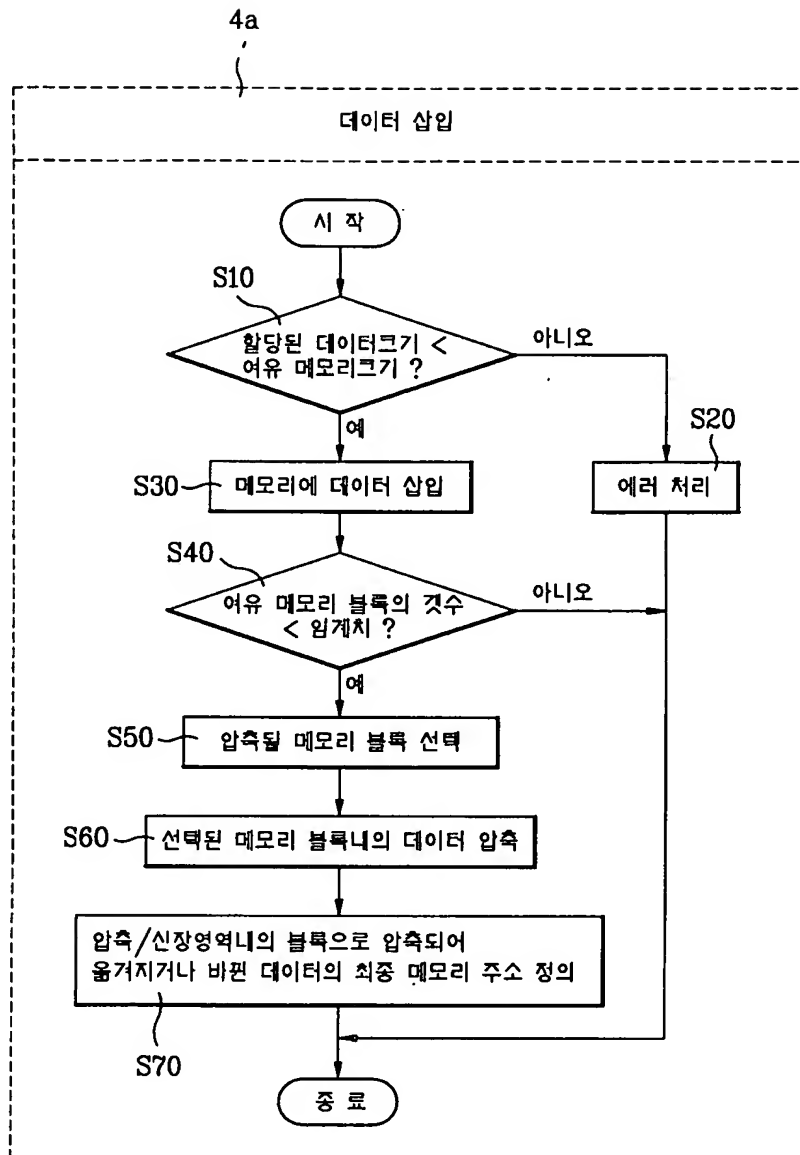 4a
데이터 삽입
시 작
S10
할당된 데이터크기 <
여유 메모리크기 ?
아니오
예
S20
S30
메모리에 데이터 삽입
에러 처리
S40
여유 메모리 블록의 갯수
< 임계치 ?
아니오
예
S50
압축될 메모리 블록 선택
S60
선택된 메모리 블록내의 데이터 압축
압축/신장영역내의 블록으로 압축되어
옮겨지거나 바뀐 데이터의 최종 메모리 주소 정의
S70
종 료